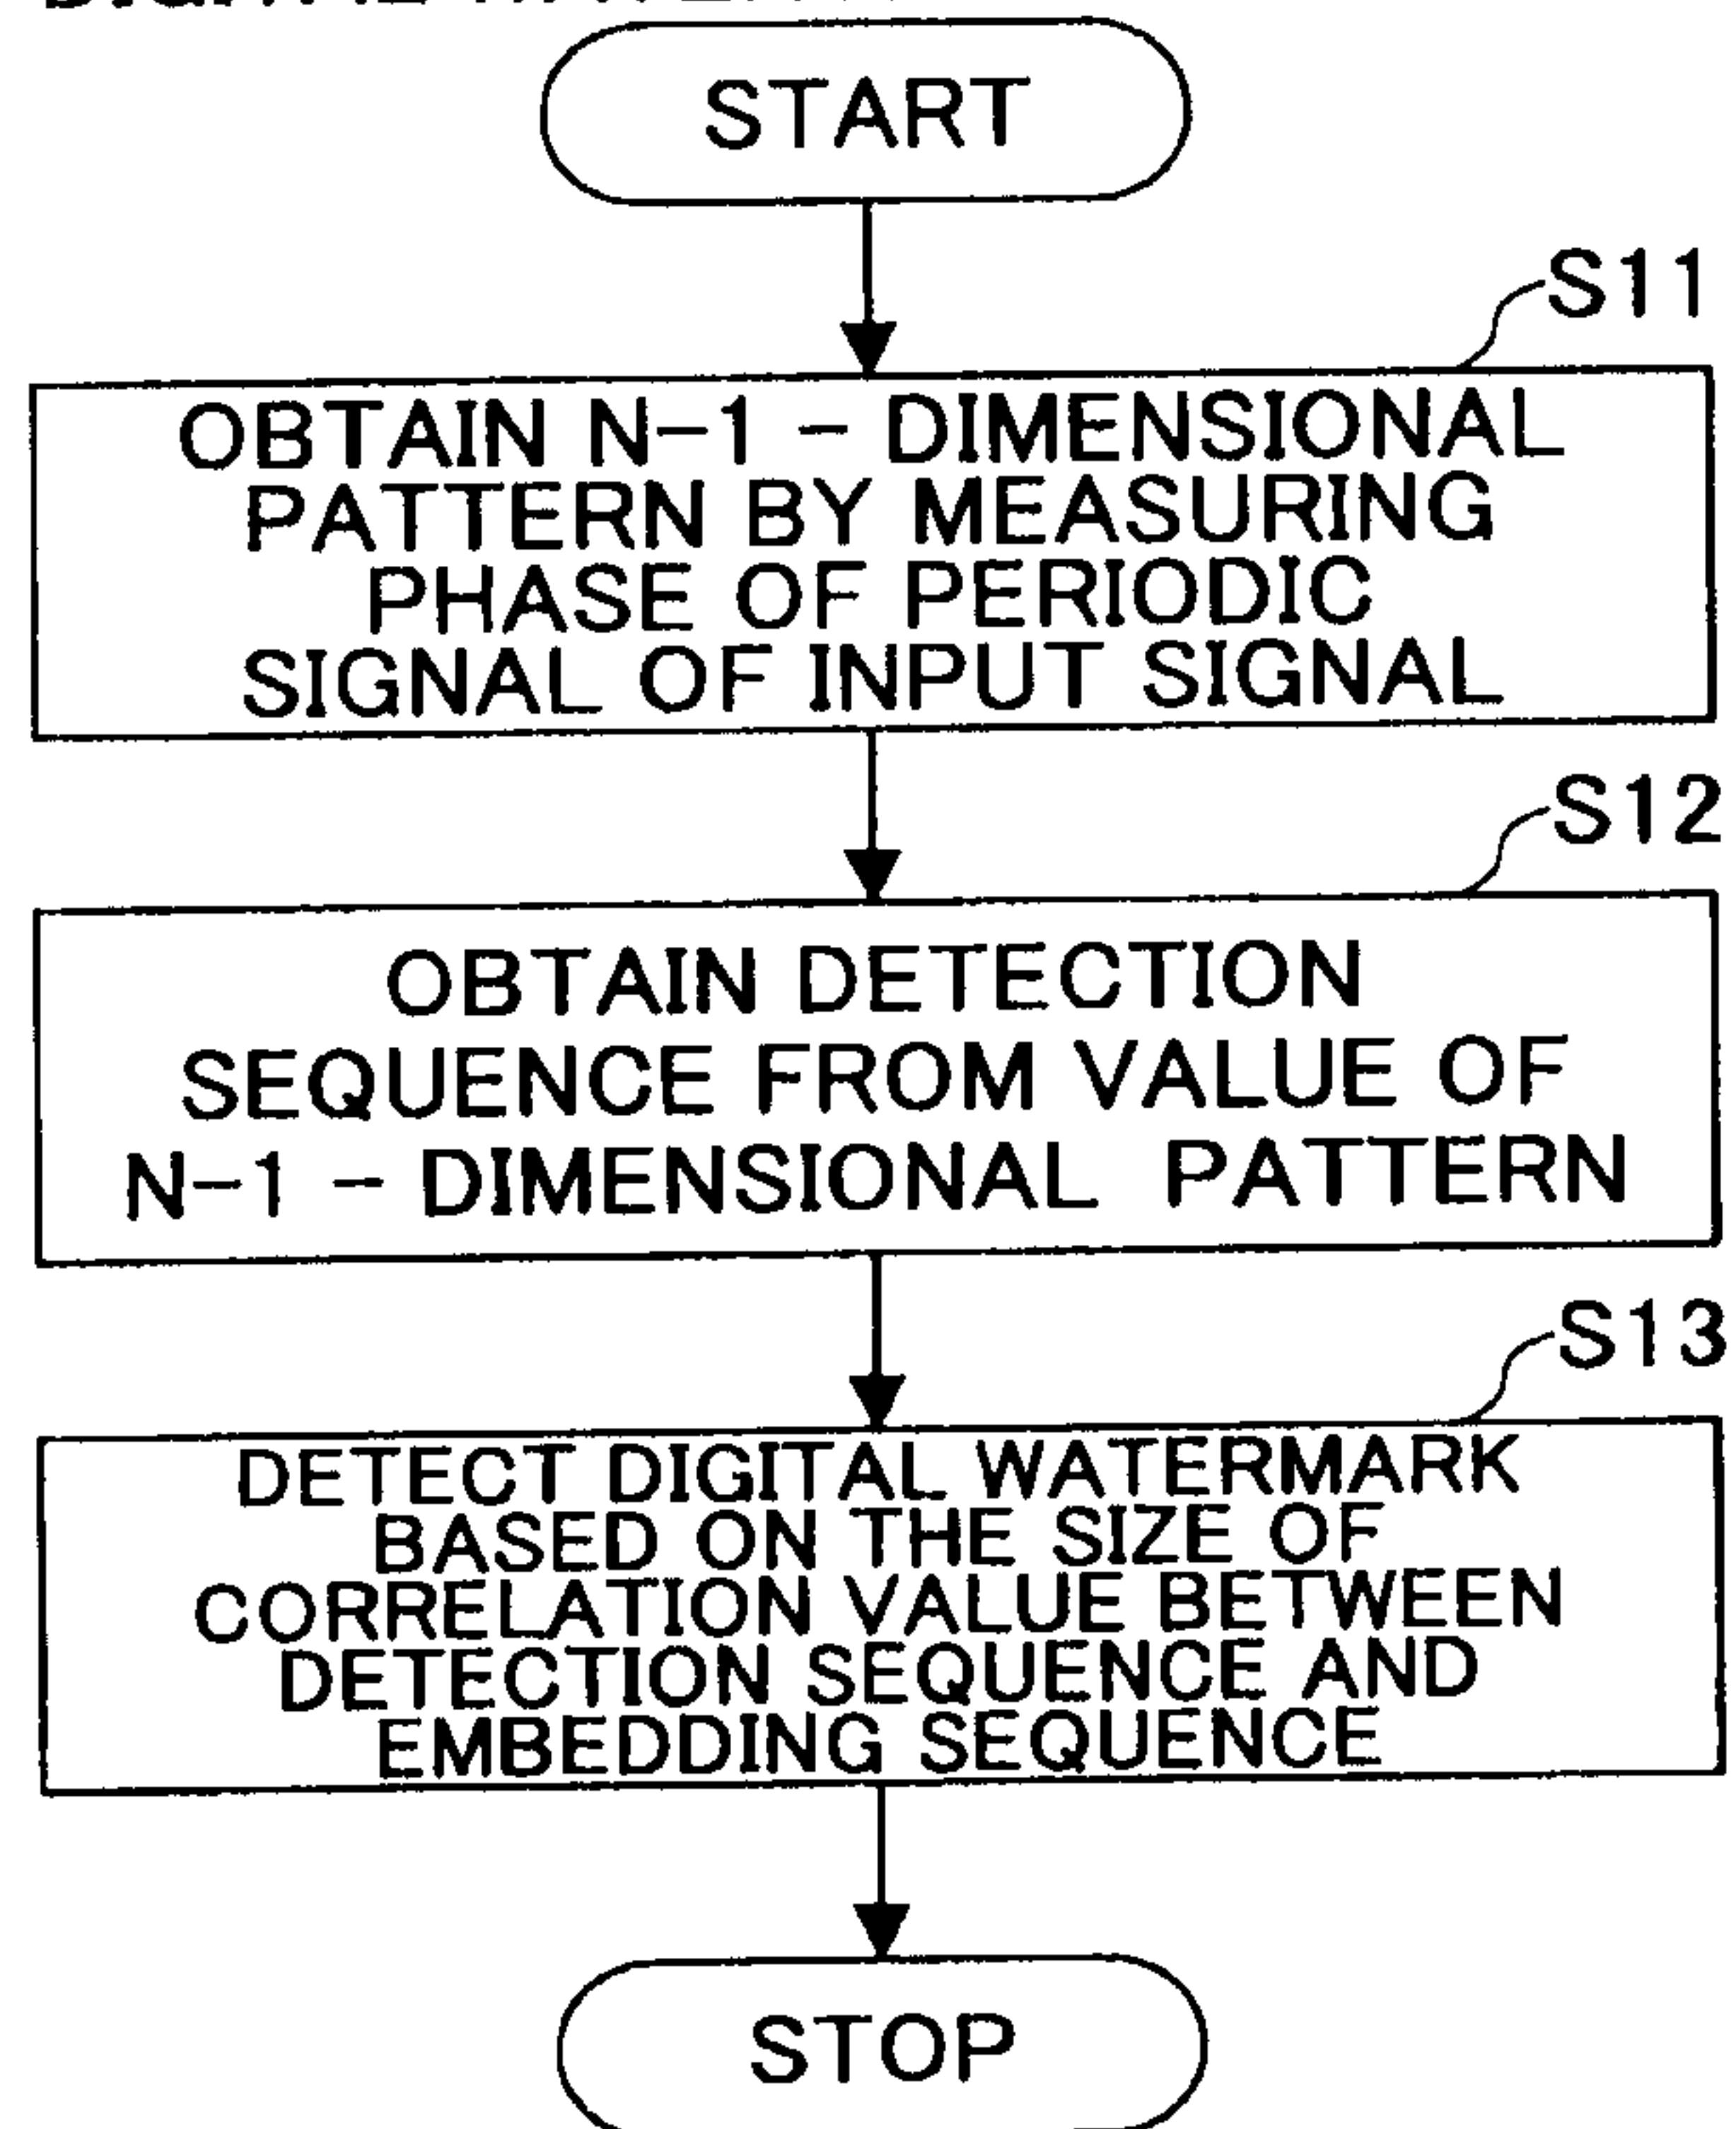 START
S11
OBTAIN N-1 - DIMENSIONAL
PATTERN BY MEASURING
PHASE OF PERIODIC
SIGNAL OF INPUT SIGNAL
S12
OBTAIN DETECTION
SEQUENCE FROM VALUE OF
N-1 - DIMENSIONAL PATTERN
S13
DETECT DIGITAL WATERMARK
BASED ON THE SIZE OF
CORRELATION VALUE BETWEEN
DETECTION SEQUENCE AND
EMBEDDING SEQUENCE
STOP